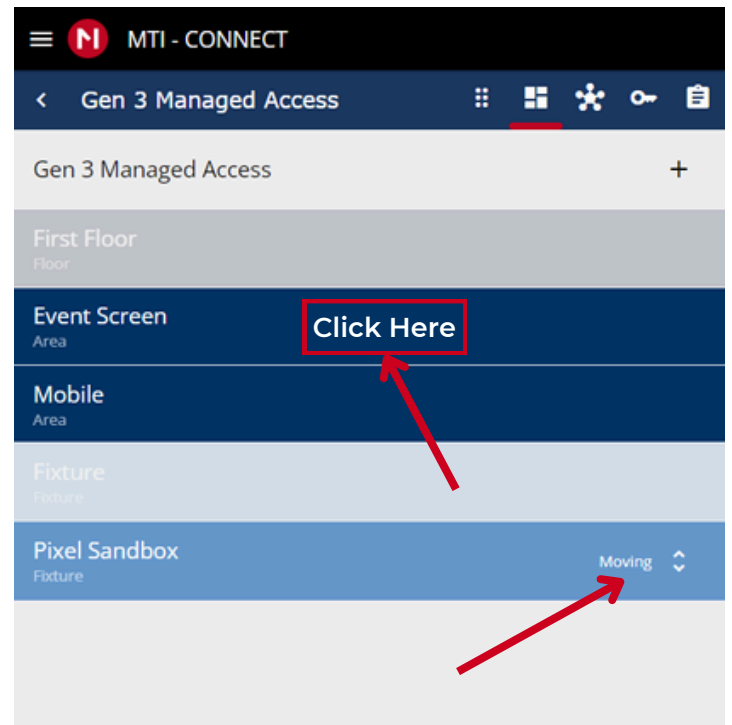 MTI - CONNECT
Gen 3 Managed Access
Gen 3 Managed Access
First Floor
Floor
Event Screen
Area
Click Here
Mobile
Area
Fixture
Fixture
Pixel Sandbox
Fixture
Moving